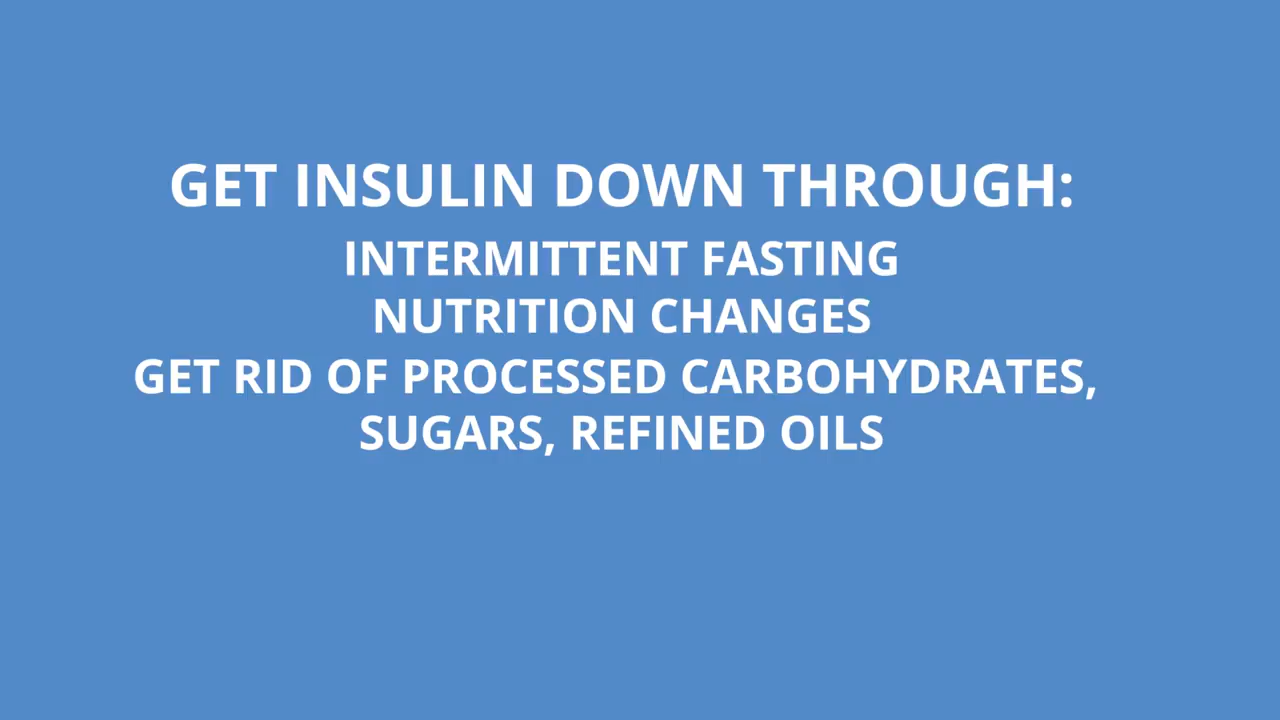 GET INSULIN DOWN THROUGH:
INTERMITTENT FASTING
NUTRITION CHANGES
GET RID OF PROCESSED CARBOHYDRATES,
SUGARS, REFINED OILS